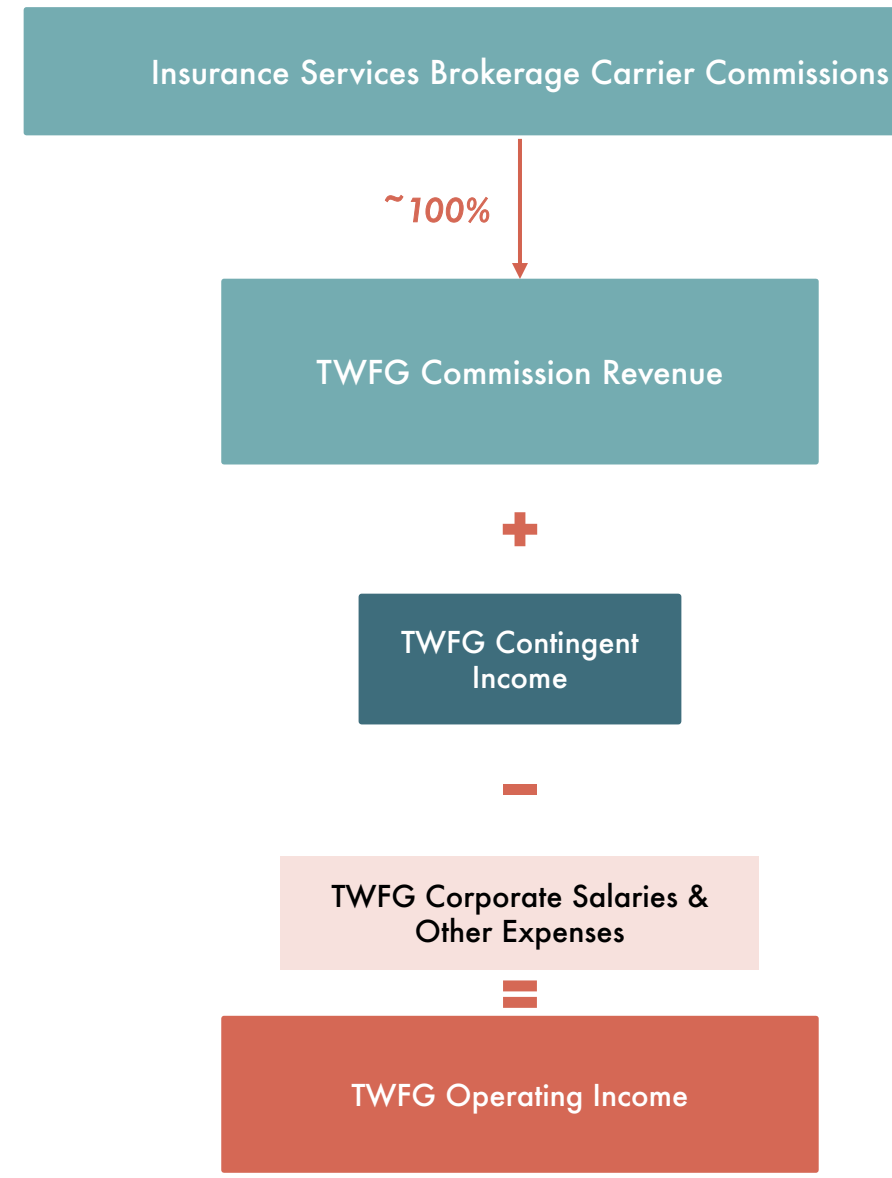 Insurance Services Brokerage Carrier Commissions
~100%
TWFG Commission Revenue
+
TWFG Contingent
Income
-
TWFG Corporate Salaries &
Other Expenses
=
TWFG Operating Income